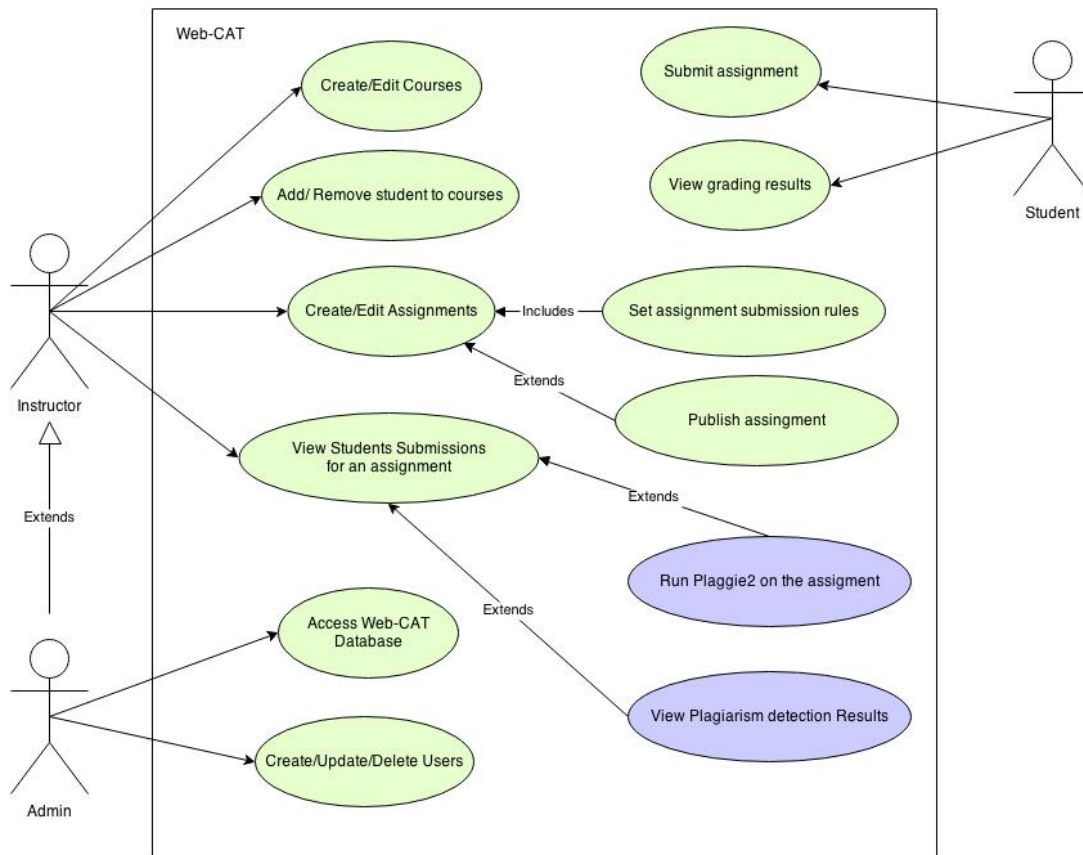 Web-CAT
Create/Edit Courses
Submit assignment
Add/ Remove student to courses
View grading results
Student
Create/Edit Assignments
Includes
Set assignment submission rules
Instructor
Extends
Publish assingment
View Students Submissions
for an assignment
Extends
Extends
Run Plaggie2 on the assigment
Extends
Access Web-CAT
Database
View Plagiarism detection Results
Create/Update/Delete Users
Admin